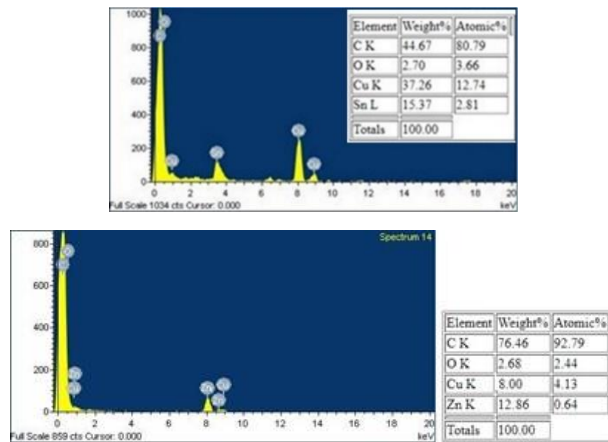 1000
800
600
400
200
0
Element Weight% Atomic%
C K 44.67 80.79
O K 2.70 3.66
Cu K 37.26 12.74
Sn L 15.37 2.81
Totals 100.00
0 2 4 6 8 10 12 14 16 18 20
Full Scale 1034 cts Cursor: 0.000 keV
Spectrum 14
800
600
400
200
0
0 2 4 6 8 10 12 14 16 18 20
Full Scale 859 cts Cursor: 0.000 keV
Element Weight% Atomic%
C K 76.46 92.79
O K 2.68 2.44
Cu K 8.00 4.13
Zn K 12.86 0.64
Totals 100.00